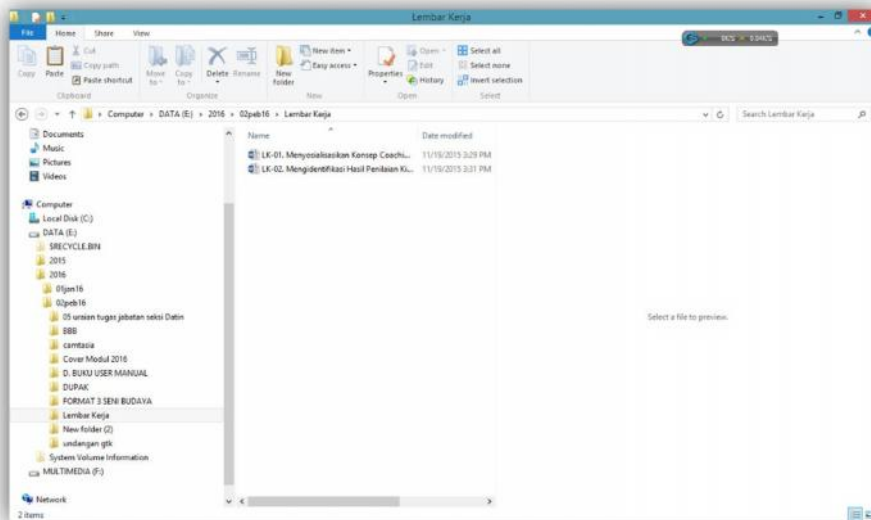 Lembar Kerja
File Home Share View
Copy Paste Cut Copy path Paste shortcut Move to Copy to Delete Rename New folder New item Easy access Properties Open Edit History Select all Select none Invert selection
Clipboard Organize New Open Select
Computer DATA (E:) 2016 02peb16 Lembar Kerja Search Lembar Kerja
Documents
Music
Pictures
Videos
Computer
Local Disk (C:)
DATA (E:)
$RECYCLE.BIN
2015
2016
01jan16
02peb16
05 uraian tugas jabatan seksi Datin
BBB
camtasia
Cover Modul 2016
D. BUKU USER MANUAL
DUPAK
FORMAT 3 SENI BUDAYA
Lembar Kerja
New folder (2)
undangan gtk
System Volume Information
MULTIMEDIA (F:)
Network
Name Date modified
LK-01. Menyosialisasikan Konsep Coachi... 11/19/2015 3:29 PM
LK-02. Mengidentifikasi Hasil Penilaian Ki... 11/19/2015 3:31 PM
Select a file to preview.
2 items